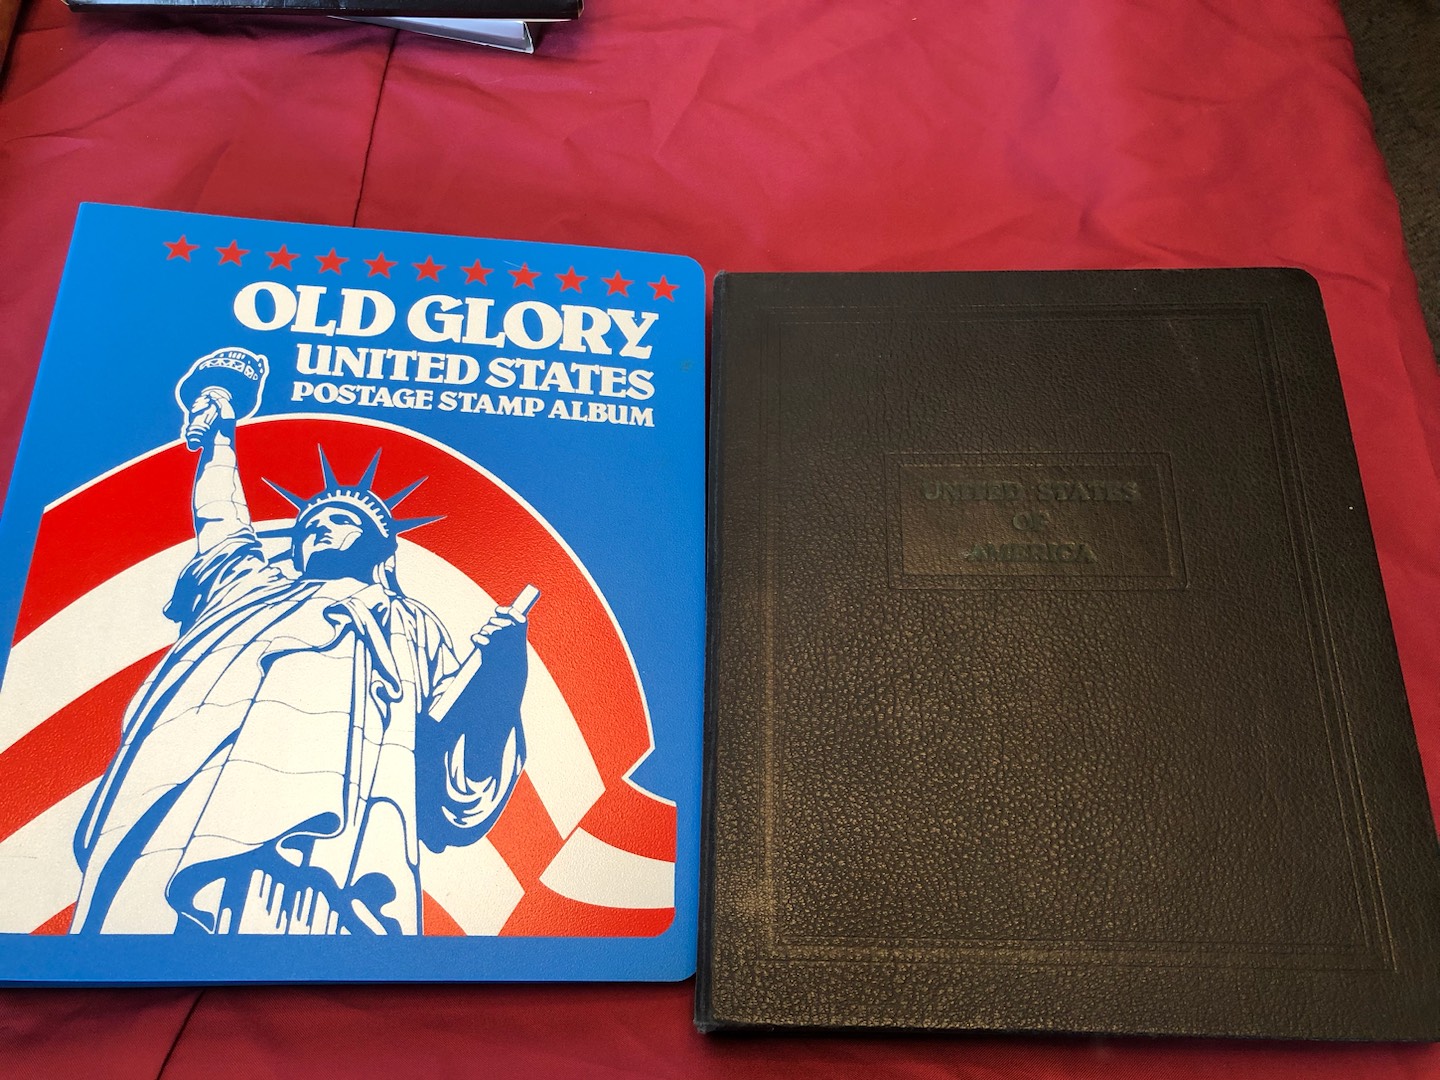 OLD GLORY
UNITED STATES
POSTAGE STAMP ALBUM
UNITED STATES
OF
AMERICA